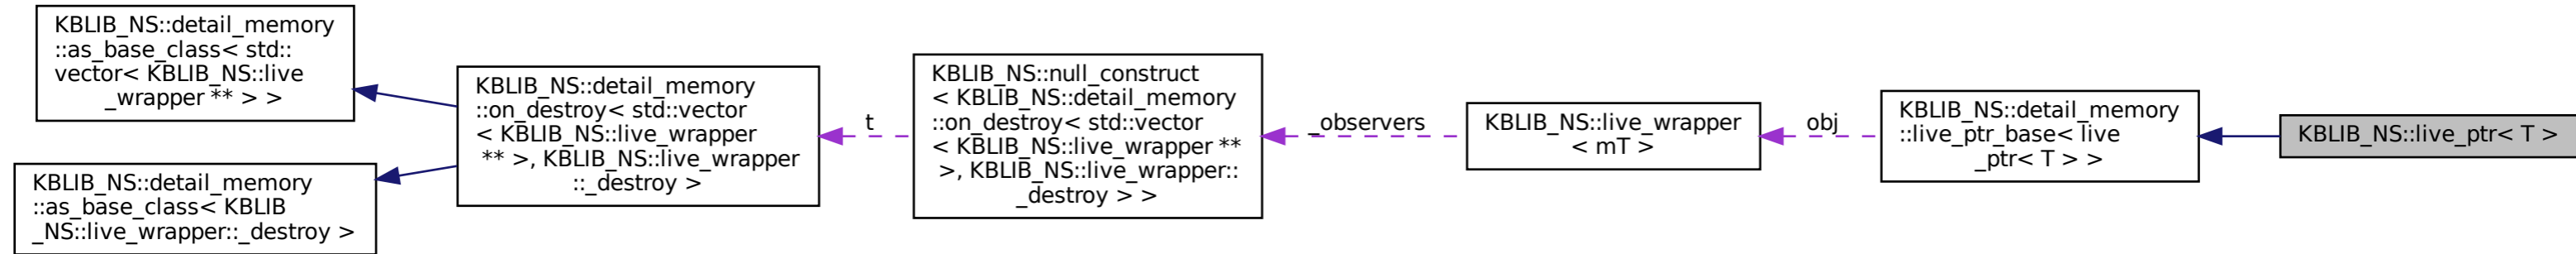 KBLIB_NS::detail_memory
::as_base_class< std::
vector< KBLIB_NS::live
_wrapper ** > >
KBLIB_NS::detail_memory
::as_base_class< KBLIB
_NS::live_wrapper::_destroy >
KBLIB_NS::detail_memory
::on_destroy< std::vector
< KBLIB_NS::live_wrapper
** >, KBLIB_NS::live_wrapper
::_destroy >
t
KBLIB_NS::null_construct
< KBLIB_NS::detail_memory
::on_destroy< std::vector
< KBLIB_NS::live_wrapper **
>, KBLIB_NS::live_wrapper::
_destroy > >
_observers
KBLIB_NS::live_wrapper
< mT >
obj
KBLIB_NS::detail_memory
::live_ptr_base< live
_ptr< T > >
KBLIB_NS::live_ptr< T >